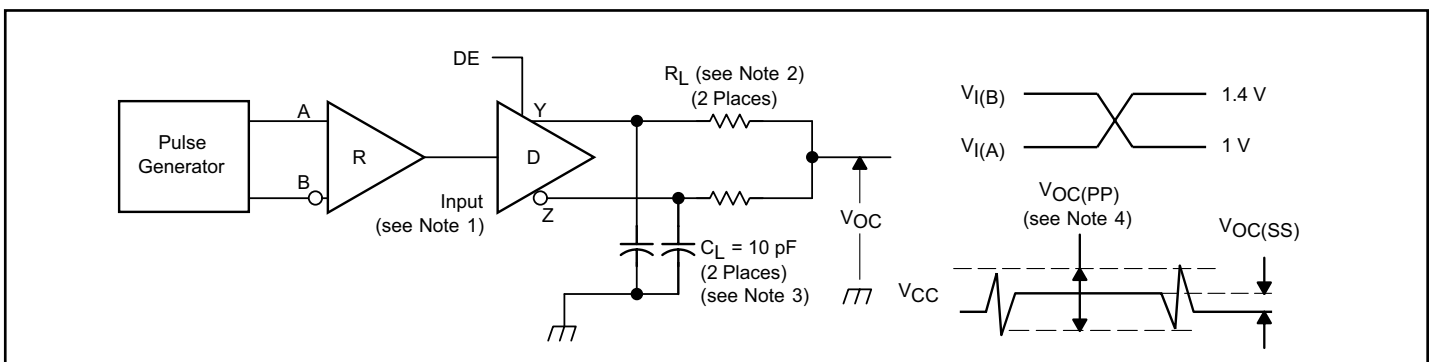 DE
Pulse
Generator
A
B
R
Input
(see Note 1)
D
Y
Z
RL (see Note 2)
(2 Places)
CL = 10 pF
(2 Places)
(see Note 3)
VOC
VI(B)
1.4 V
VI(A)
1 V
VOC(PP)
(see Note 4)
VOC(SS)
VCC